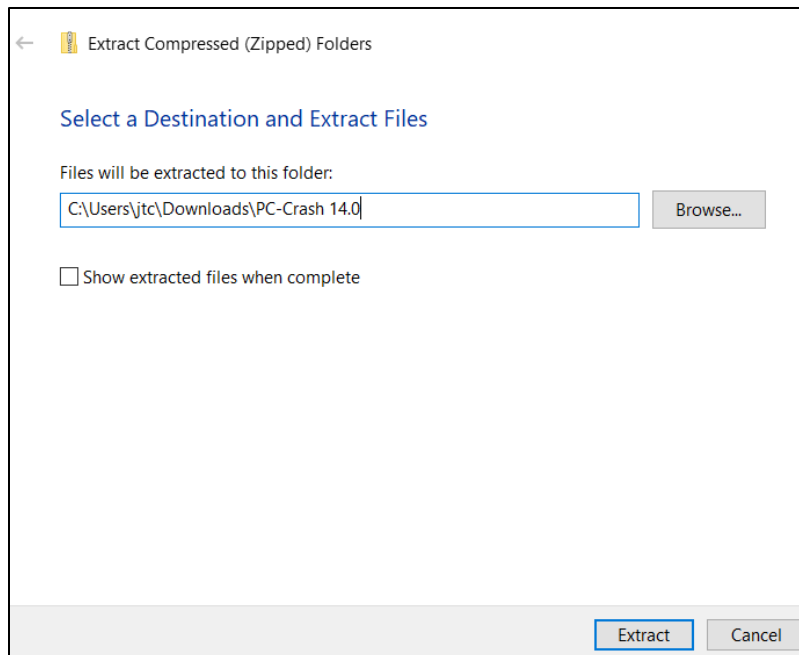 Extract Compressed (Zipped) Folders
Select a Destination and Extract Files
Files will be extracted to this folder:
C:\Users\jtc\Downloads\PC-Crash 14.0
Browse...
Show extracted files when complete
Extract
Cancel